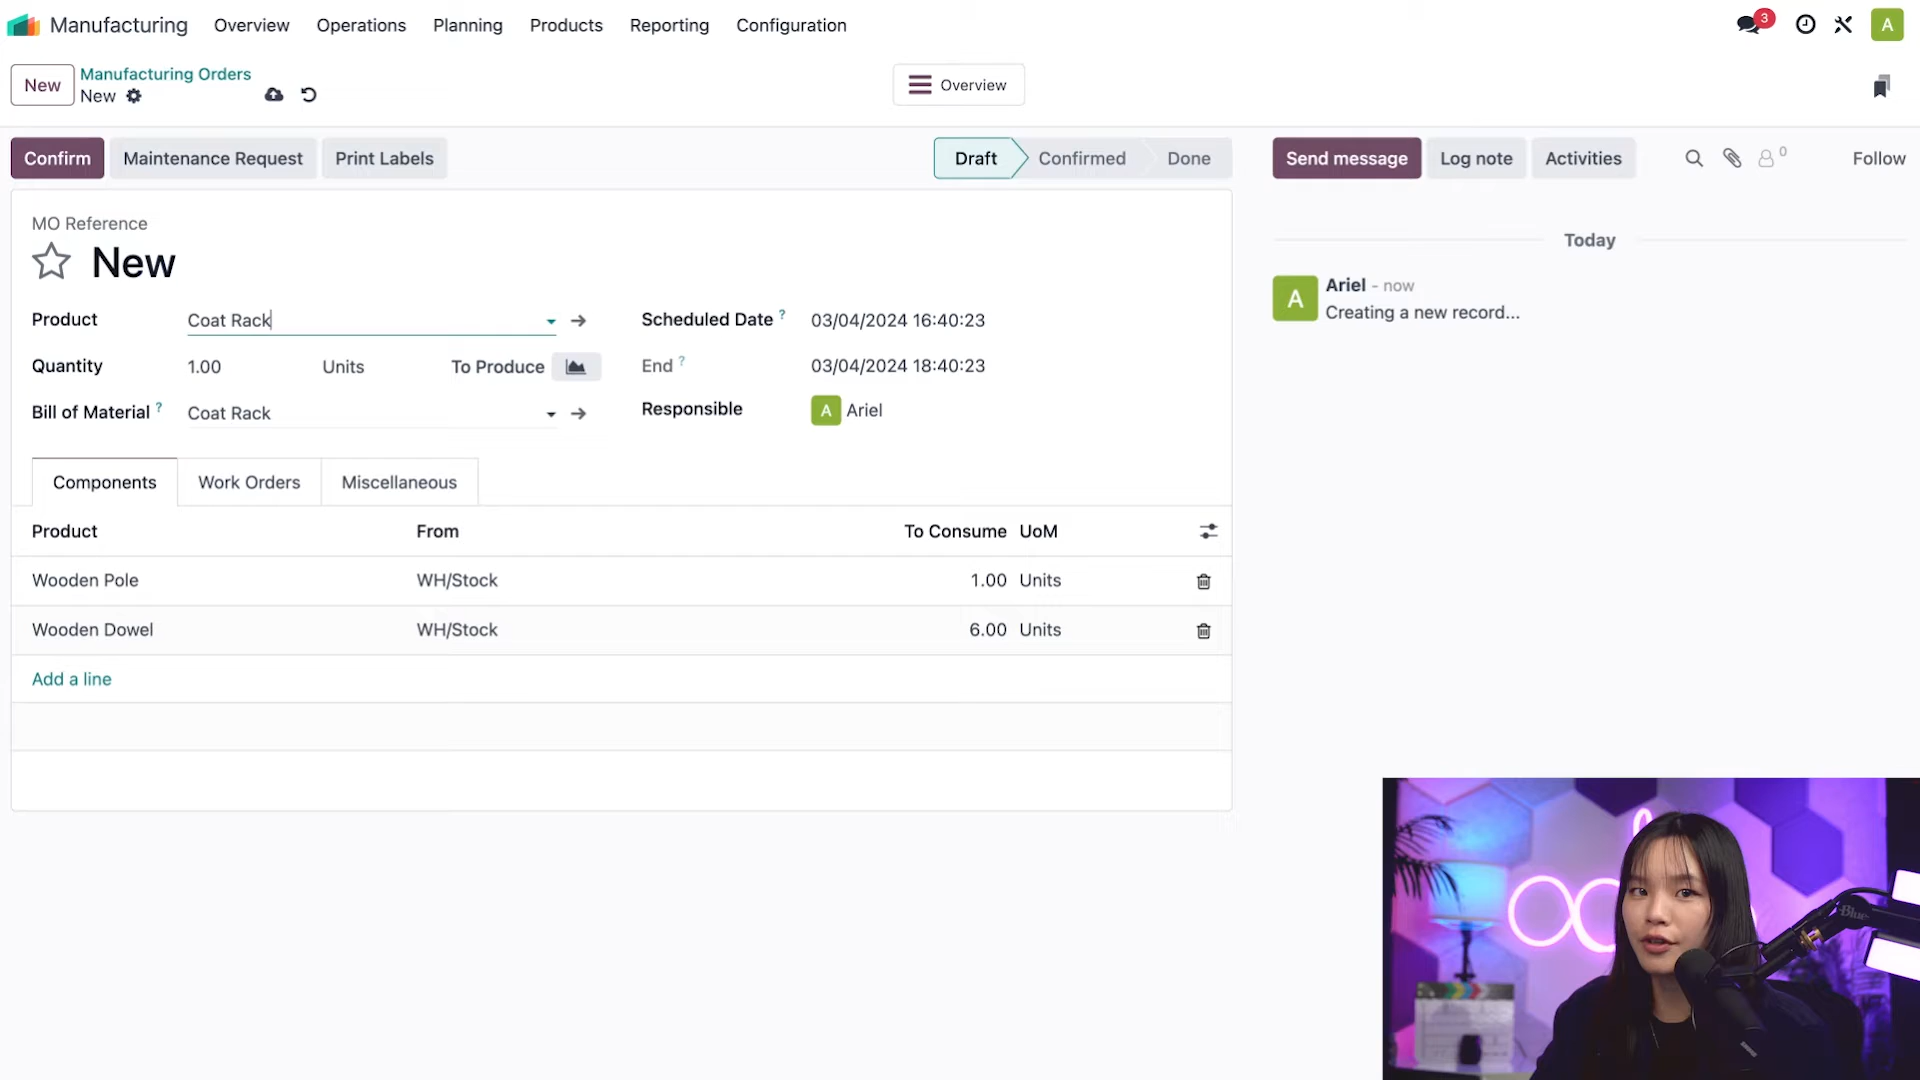 Manufacturing Overview Operations Planning Products Reporting Configuration 3 A
New Manufacturing Orders
New
Overview
Confirm Maintenance Request Print Labels Draft Confirmed Done Send message Log note Activities 0 Follow
MO Reference
New
Today
Product Coat Rack Scheduled Date ? 03/04/2024 16:40:23
A Ariel - now
Creating a new record...
Quantity 1.00 Units To Produce End ? 03/04/2024 18:40:23
Bill of Material ? Coat Rack Responsible A Ariel
Components Work Orders Miscellaneous
Product From To Consume UoM
Wooden Pole WH/Stock 1.00 Units
Wooden Dowel WH/Stock 6.00 Units
Add a line
Blue